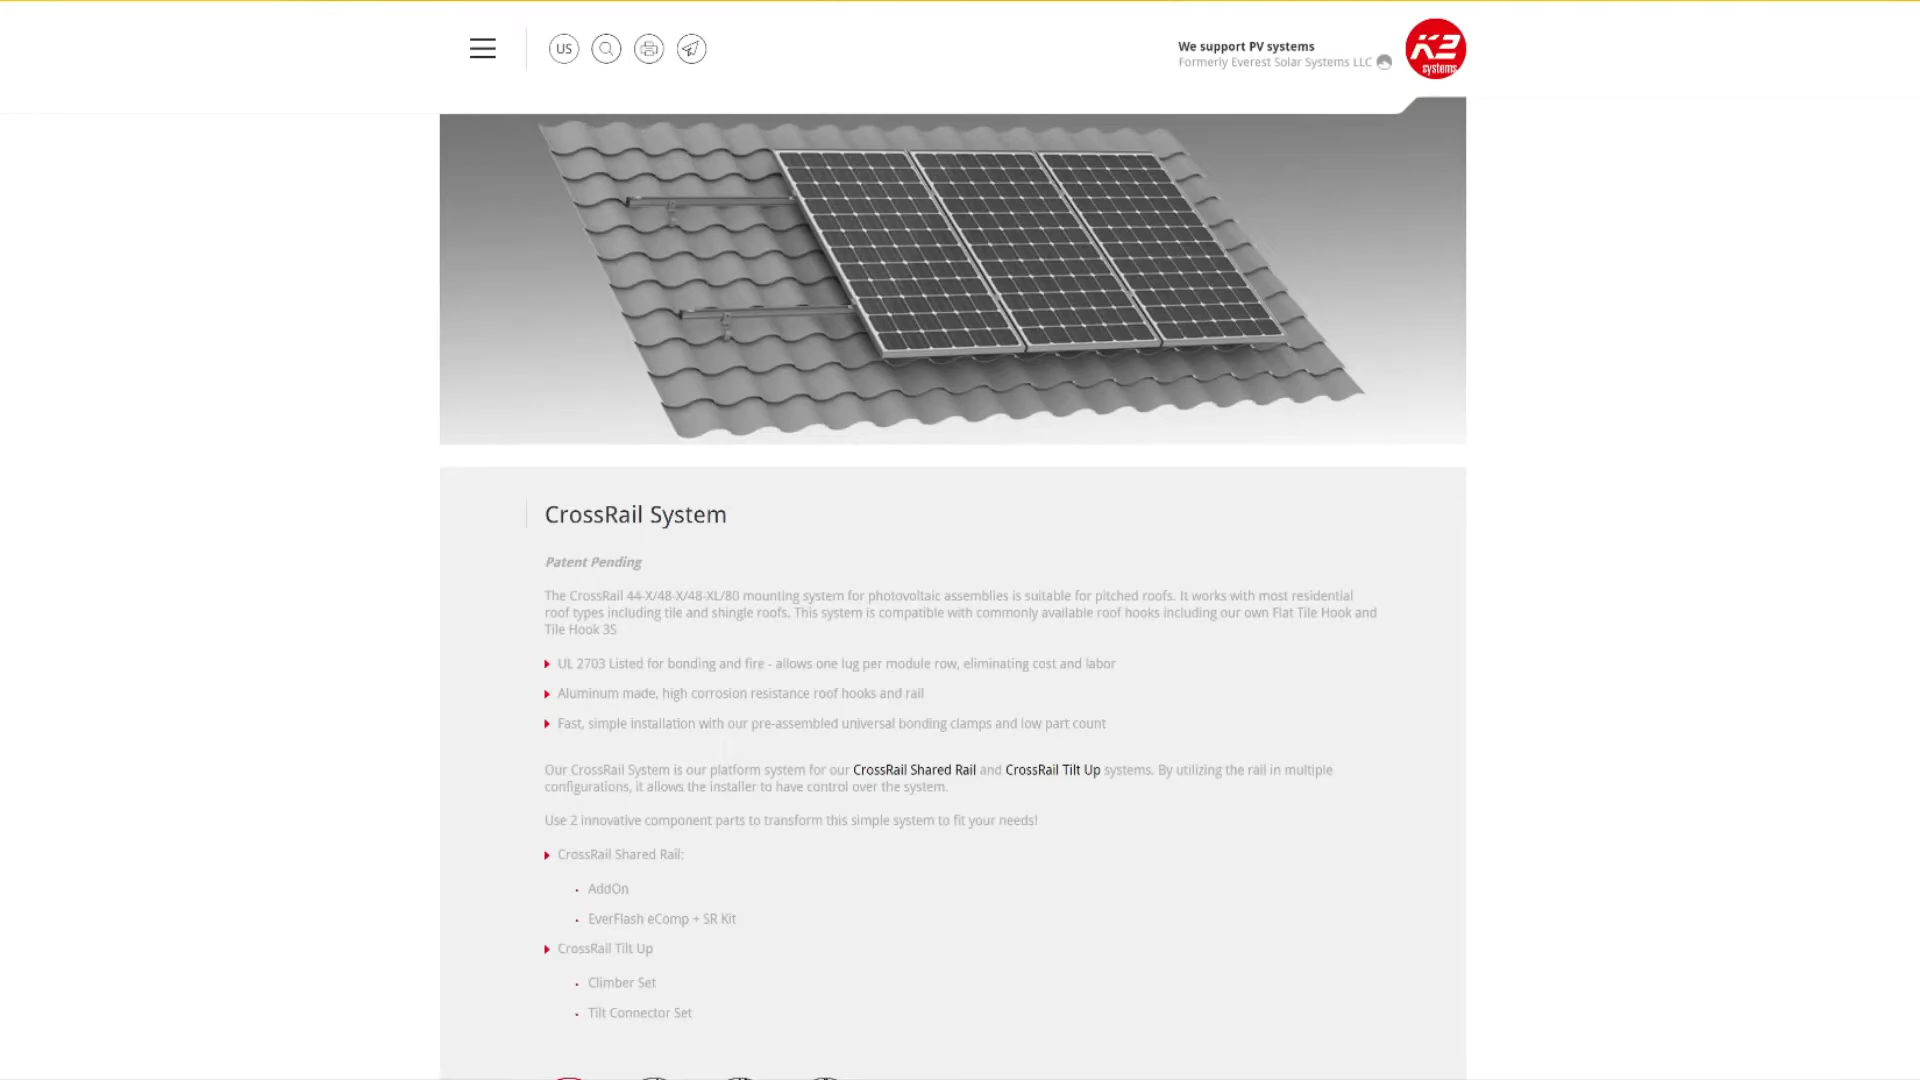 US
We support PV systems
Formerly Everest Solar Systems LLC
K2
systems
CrossRail System
Patent Pending
The CrossRail 44-X/48-X/48-XL/80 mounting system for photovoltaic assemblies is suitable for pitched roofs. It works with most residential
roof types including tile and shingle roofs. This system is compatible with commonly available roof hooks including our own Flat Tile Hook and
Tile Hook 3S
UL 2703 Listed for bonding and fire - allows one lug per module row, eliminating cost and labor
Aluminum made, high corrosion resistance roof hooks and rail
Fast, simple installation with our pre-assembled universal bonding clamps and low part count
Our CrossRail System is our platform system for our CrossRail Shared Rail and CrossRail Tilt Up systems. By utilizing the rail in multiple
configurations, it allows the installer to have control over the system.
Use 2 innovative component parts to transform this simple system to fit your needs!
CrossRail Shared Rail:
AddOn
EverFlash eComp + SR Kit
CrossRail Tilt Up
Climber Set
Tilt Connector Set